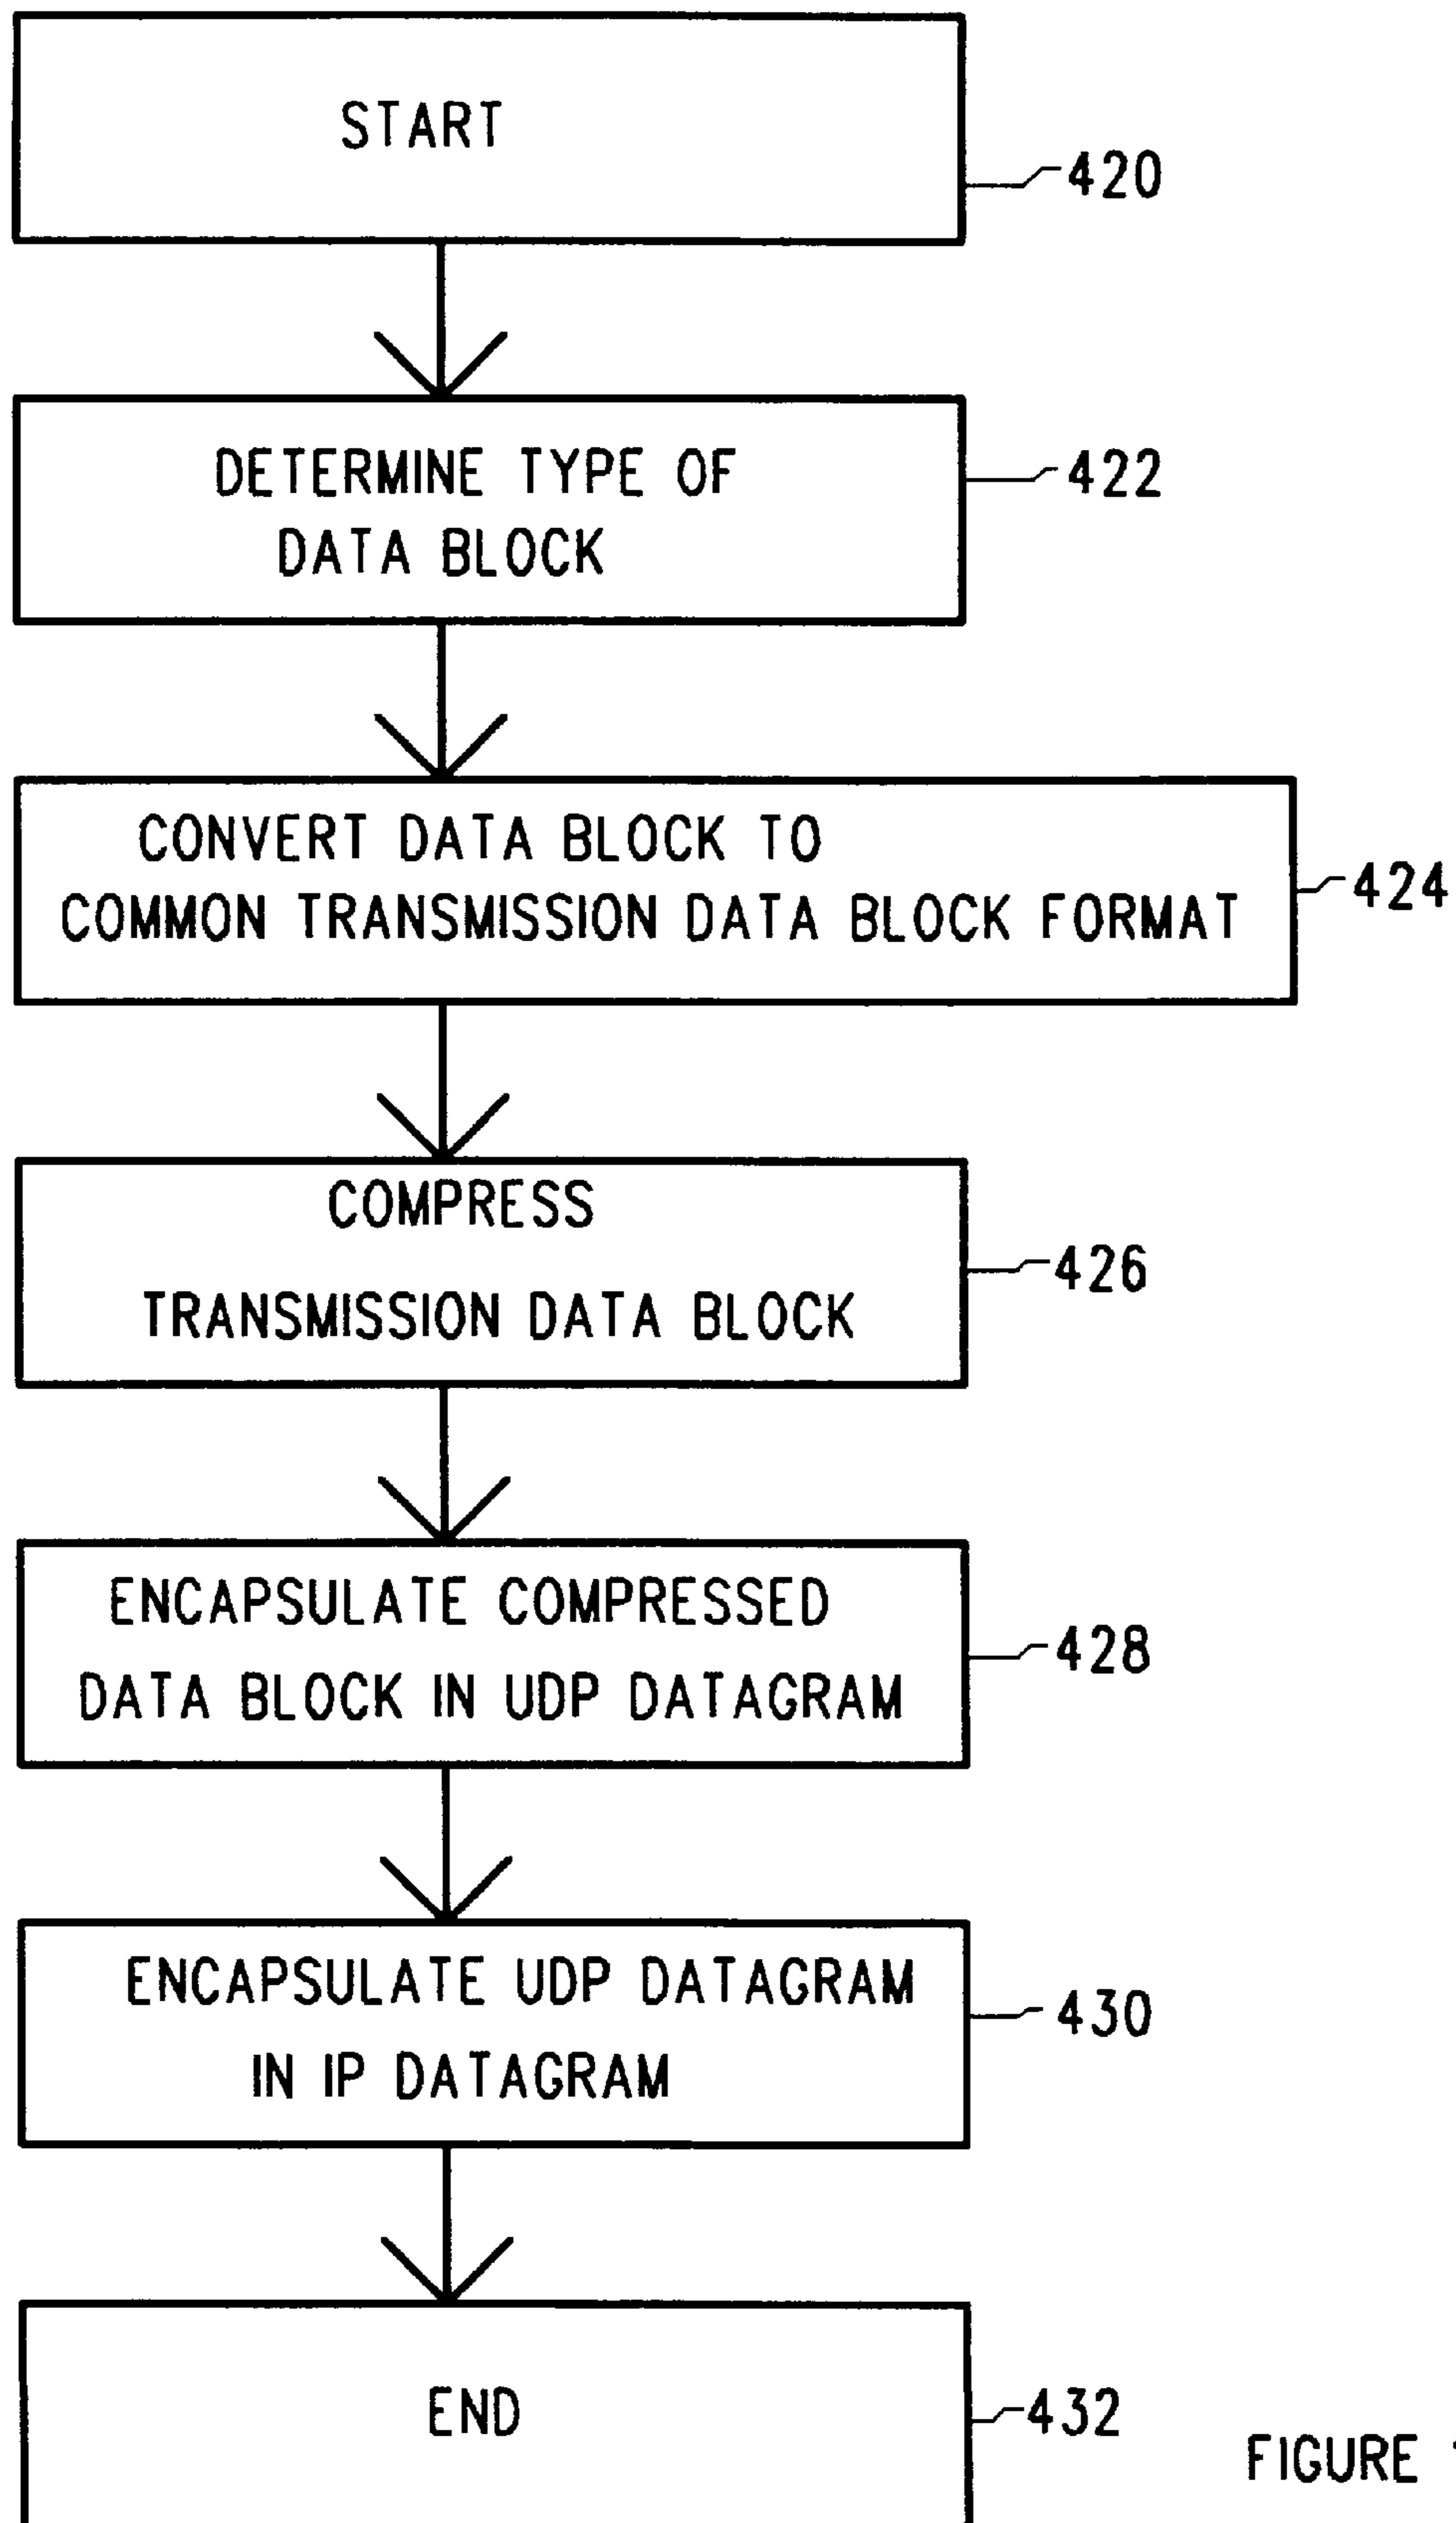 START
420
DETERMINE TYPE OF
DATA BLOCK
422
CONVERT DATA BLOCK TO
COMMON TRANSMISSION DATA BLOCK FORMAT
424
COMPRESS
TRANSMISSION DATA BLOCK
426
ENCAPSULATE COMPRESSED
DATA BLOCK IN UDP DATAGRAM
428
ENCAPSULATE UDP DATAGRAM
IN IP DATAGRAM
430
END
432
FIGURE